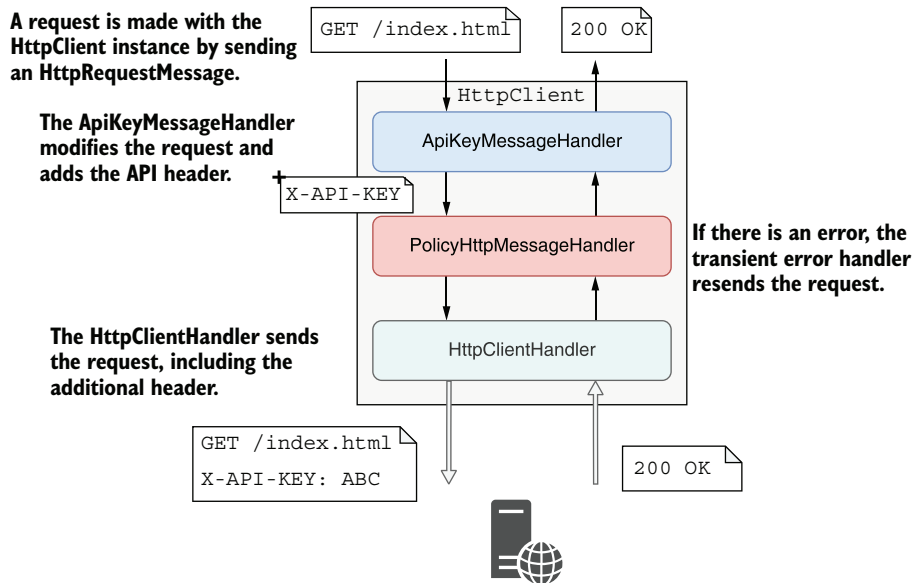 A request is made with the
HttpClient instance by sending
an HttpRequestMessage.
GET /index.html
200 OK
HttpClient
The ApiKeyMessageHandler
modifies the request and
adds the API header.
ApiKeyMessageHandler
+
X-API-KEY
PolicyHttpMessageHandler
If there is an error, the
transient error handler
resends the request.
The HttpClientHandler sends
the request, including the
additional header.
HttpClientHandler
GET /index.html
X-API-KEY: ABC
200 OK